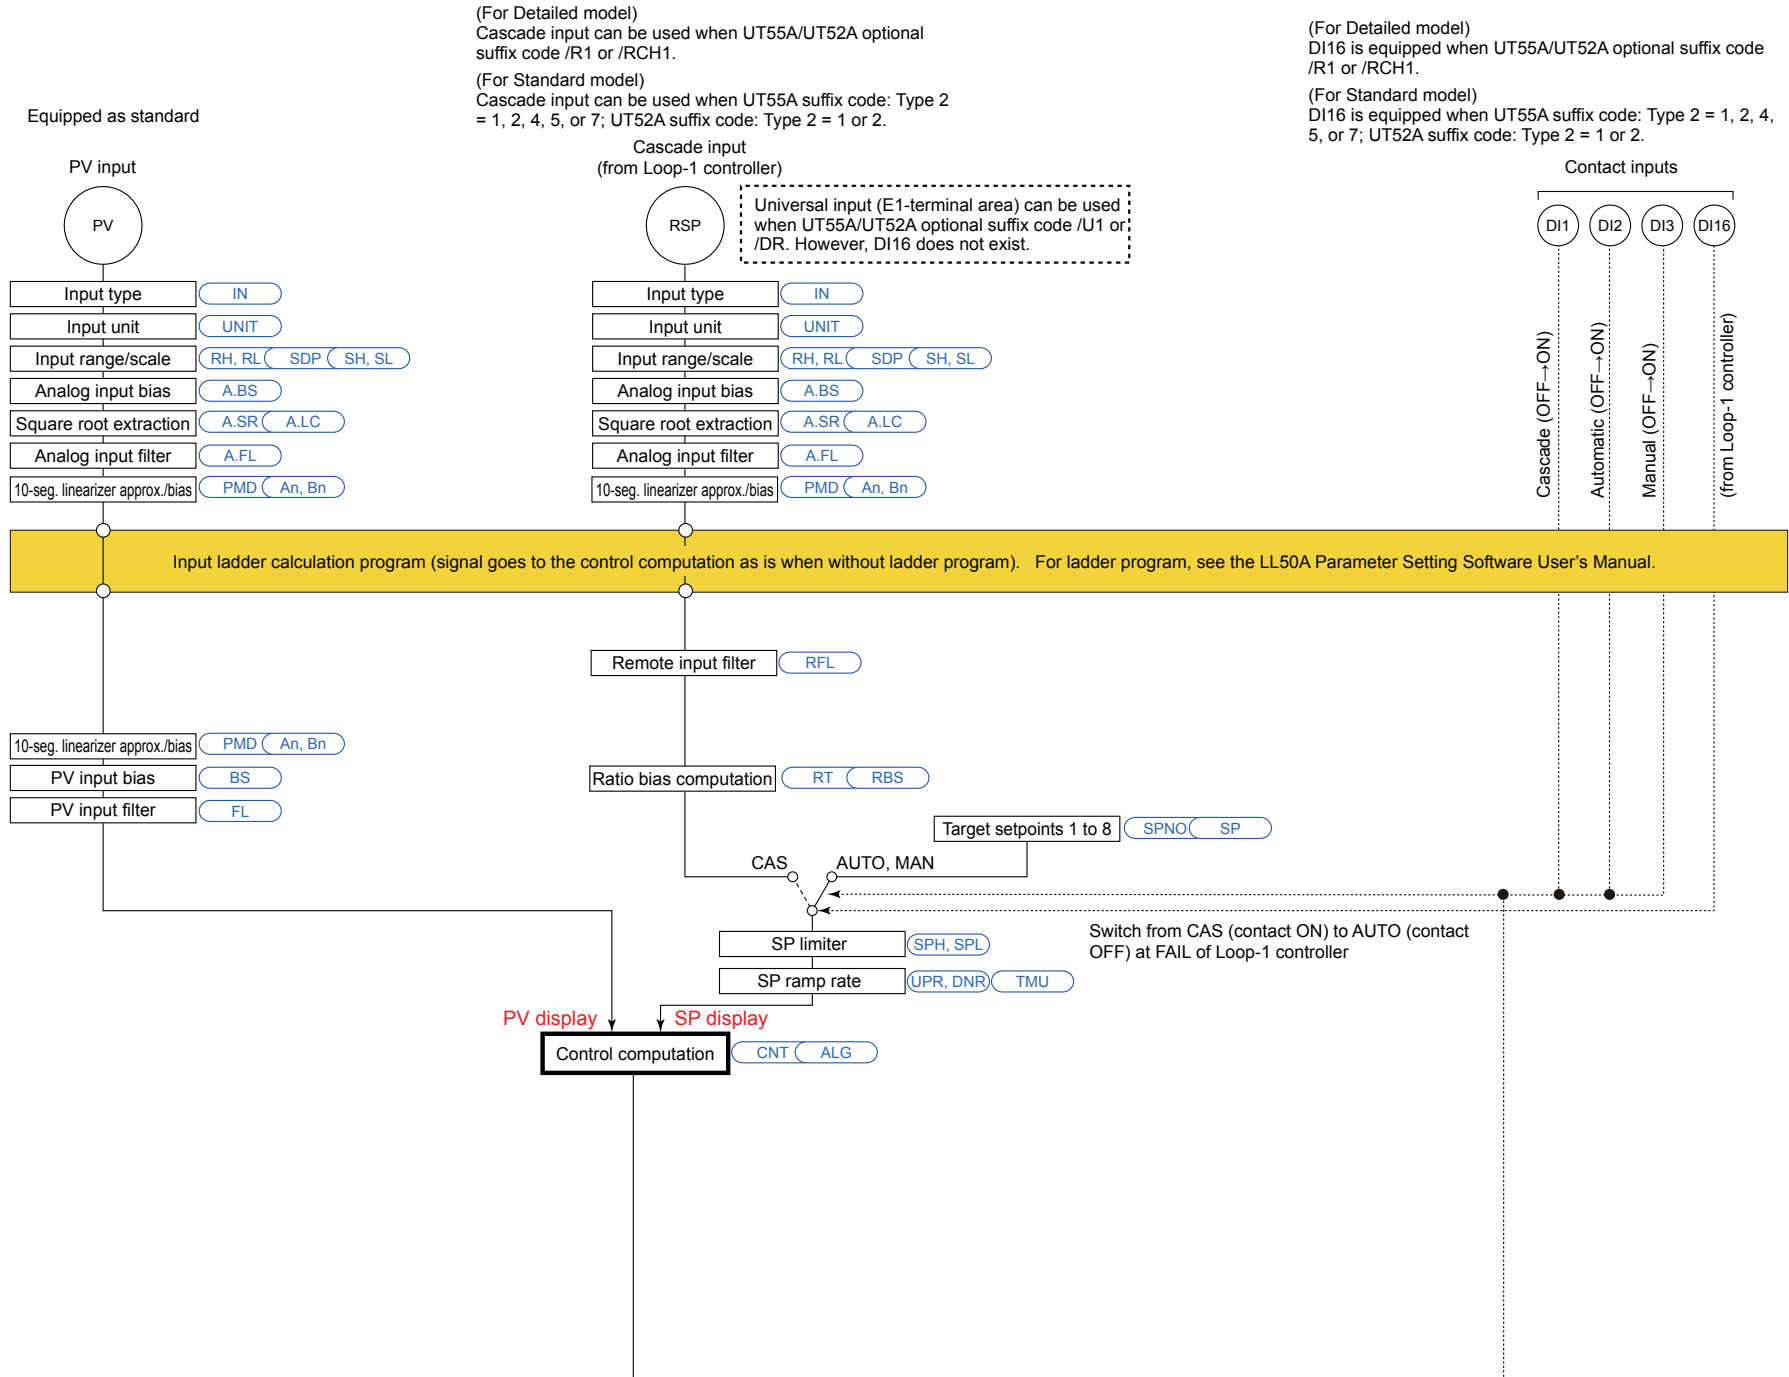 (For Detailed model)
Cascade input can be used when UT55A/UT52A optional
suffix code /R1 or /RCH1.
(For Standard model)
Cascade input can be used when UT55A suffix code: Type 2
= 1, 2, 4, 5, or 7; UT52A suffix code: Type 2 = 1 or 2.
(For Detailed model)
DI16 is equipped when UT55A/UT52A optional suffix code
/R1 or /RCH1.
(For Standard model)
DI16 is equipped when UT55A suffix code: Type 2 = 1, 2, 4,
5, or 7; UT52A suffix code: Type 2 = 1 or 2.
Equipped as standard
PV input
Cascade input
(from Loop-1 controller)
Contact inputs
PV
RSP
Universal input (E1-terminal area) can be used
when UT55A/UT52A optional suffix code /U1 or
/DR. However, DI16 does not exist.
DI1 DI2 DI3 DI16
Input type IN
Input unit UNIT
Input range/scale RH, RL SDP SH, SL
Analog input bias A.BS
Square root extraction A.SR A.LC
Analog input filter A.FL
10-seg. linearizer approx./bias PMD An, Bn
Input type IN
Input unit UNIT
Input range/scale RH, RL SDP SH, SL
Analog input bias A.BS
Square root extraction A.SR A.LC
Analog input filter A.FL
10-seg. linearizer approx./bias PMD An, Bn
Cascade (OFF→ON)
Automatic (OFF→ON)
Manual (OFF→ON)
(from Loop-1 controller)
Input ladder calculation program (signal goes to the control computation as is when without ladder program). For ladder program, see the LL50A Parameter Setting Software User's Manual.
Remote input filter RFL
10-seg. linearizer approx./bias PMD An, Bn
PV input bias BS
PV input filter FL
Ratio bias computation RT RBS
Target setpoints 1 to 8 SPNO SP
CAS AUTO, MAN
SP limiter SPH, SPL
SP ramp rate UPR, DNR TMU
Switch from CAS (contact ON) to AUTO (contact
OFF) at FAIL of Loop-1 controller
PV display SP display
Control computation CNT ALG